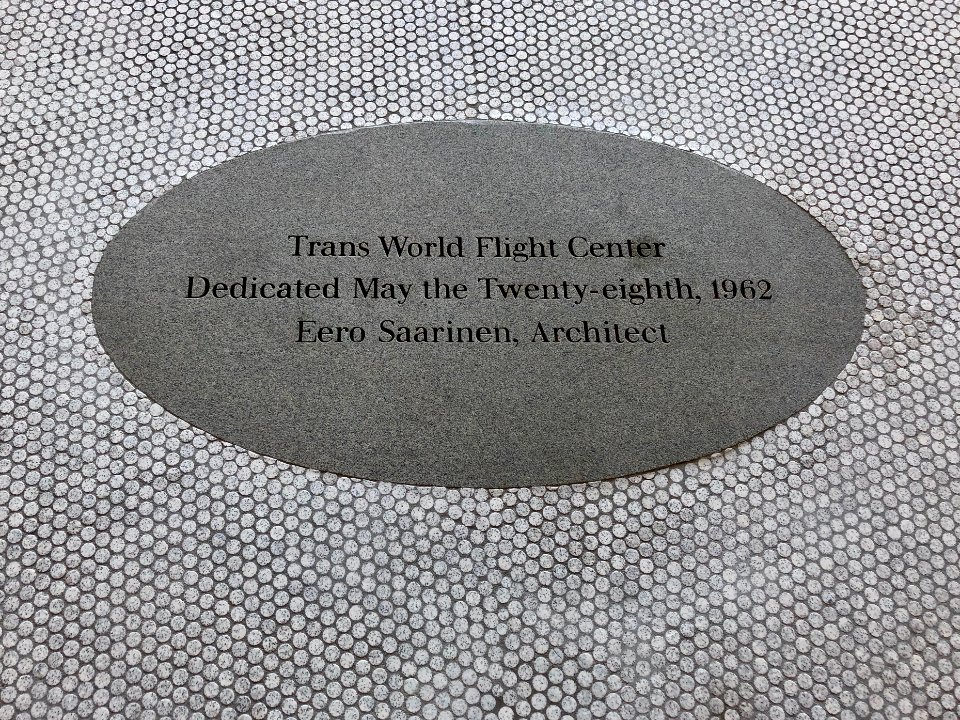 Trans World Flight Center
Dedicated May the Twenty-eighth, 1962
Eero Saarinen, Architect